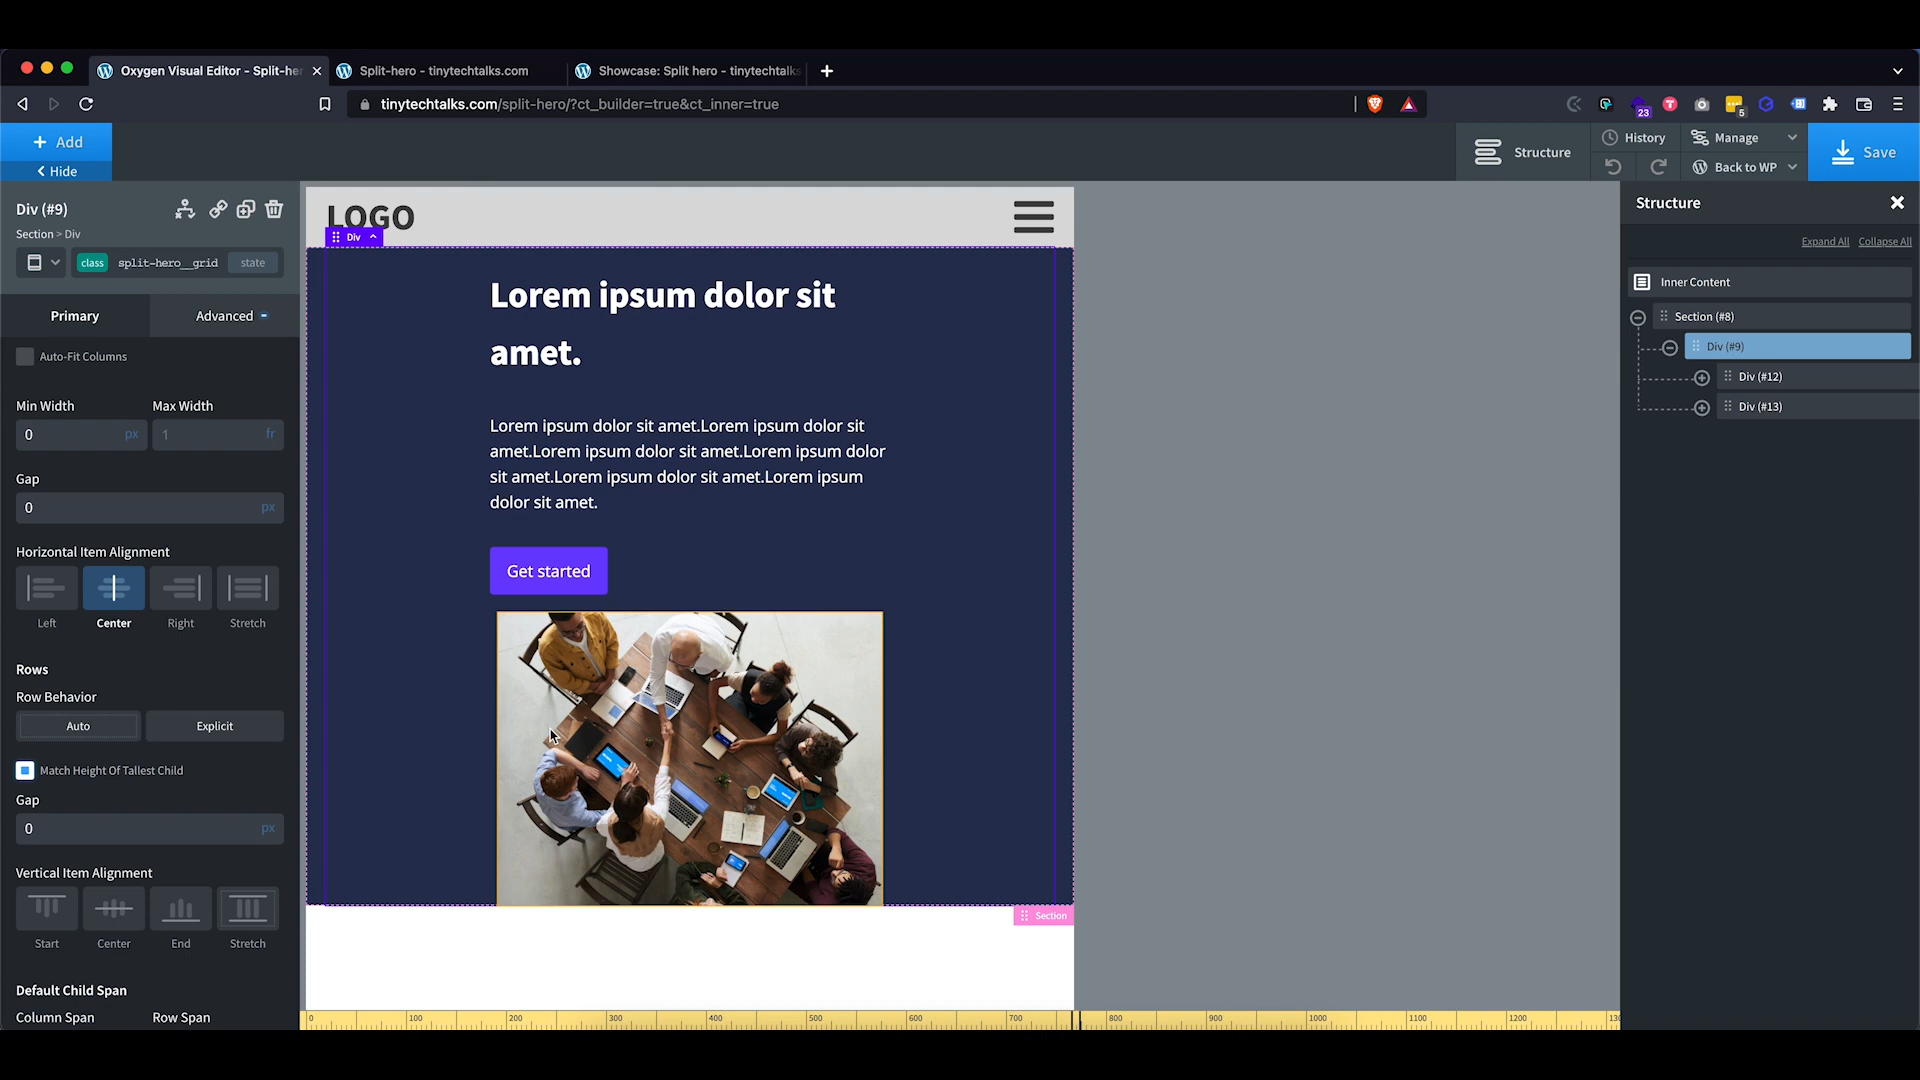 Oxygen Visual Editor - Split-her
Split-hero - tinytechtalks.com
Showcase: Split hero - tinytechtalks
tinytechtalks.com/split-hero/?ct_builder=true&ct_inner=true
23
5
Add
Hide
Structure
History
Manage
Back to WP
Save
Div (#9)
Section > Div
class split-hero__grid state
Primary
Advanced
Auto-Fit Columns
Min Width Max Width
0 px 1 fr
Gap
0 px
Horizontal Item Alignment
Left Center Right Stretch
Rows
Row Behavior
Auto Explicit
Match Height Of Tallest Child
Gap
0 px
Vertical Item Alignment
Start Center End Stretch
Default Child Span
Column Span Row Span
LOGO
Div
Lorem ipsum dolor sit
amet.
Lorem ipsum dolor sit amet.Lorem ipsum dolor sit
amet.Lorem ipsum dolor sit amet.Lorem ipsum dolor
sit amet.Lorem ipsum dolor sit amet.Lorem ipsum
dolor sit amet.
Get started
Section
0 100 200 300 400 500 600 700 800 900 1000 1100 1200 130
Structure
Expand All Collapse All
Inner Content
Section (#8)
Div (#9)
Div (#12)
Div (#13)